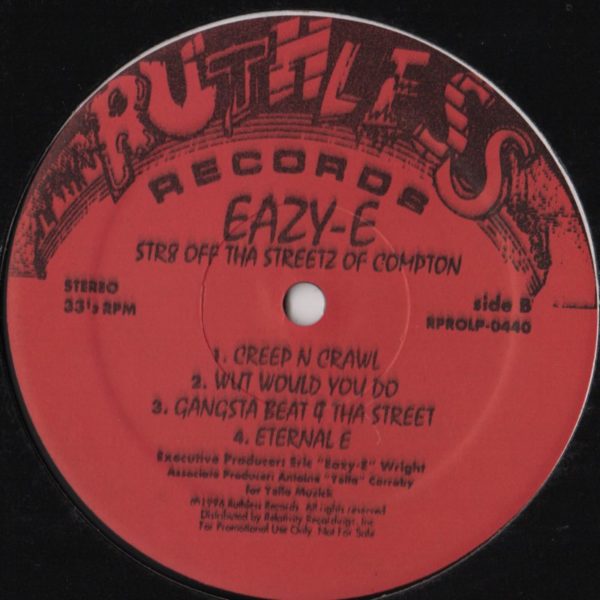 RUTHLESS
RECORDS
EAZY-E
STR8 OFF THA STREETZ OF COMPTON
STEREO
33⅓ RPM
side B
RPROLP-0440
1. CREEP N CRAWL
2. WUT WOULD YOU DO
3. GANGSTA BEAT 4 THA STREET
4. ETERNAL E
Executive Producer: Eric "Eazy-E" Wright
Associate Producer: Antoine "Yella" Carraby
for Yella Muzick
℗1996 Ruthless Records. All rights reserved
Distributed by Relativity Recordings, Inc.
For Promotional Use Only. Not For Sale